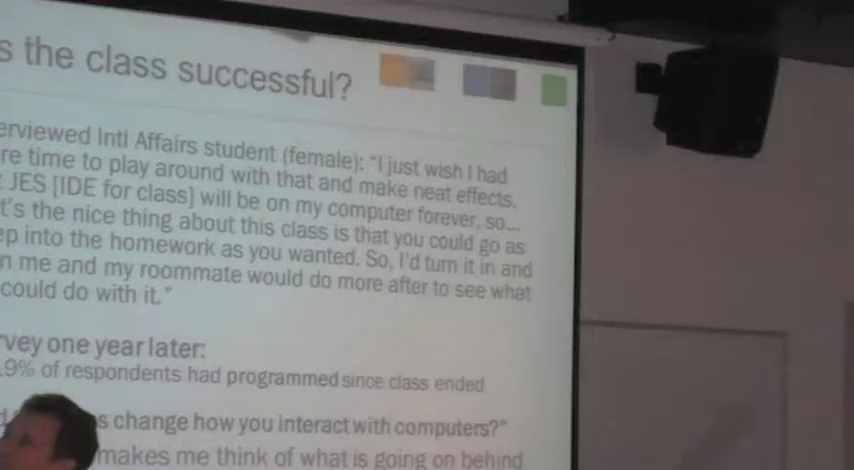 s the class successful?
erviewed Intl Affairs student (female): "I just wish I had
re time to play around with that and make neat effects.
JES [IDE for class] will be on my computer forever, so...
t's the nice thing about this class is that you could go as
ep into the homework as you wanted. So, I'd turn it in and
n me and my roommate would do more after to see what
could do with it."
rvey one year later:
9% of respondents had programmed since class ended
s change how you interact with computers?"
makes me think of what is going on behind